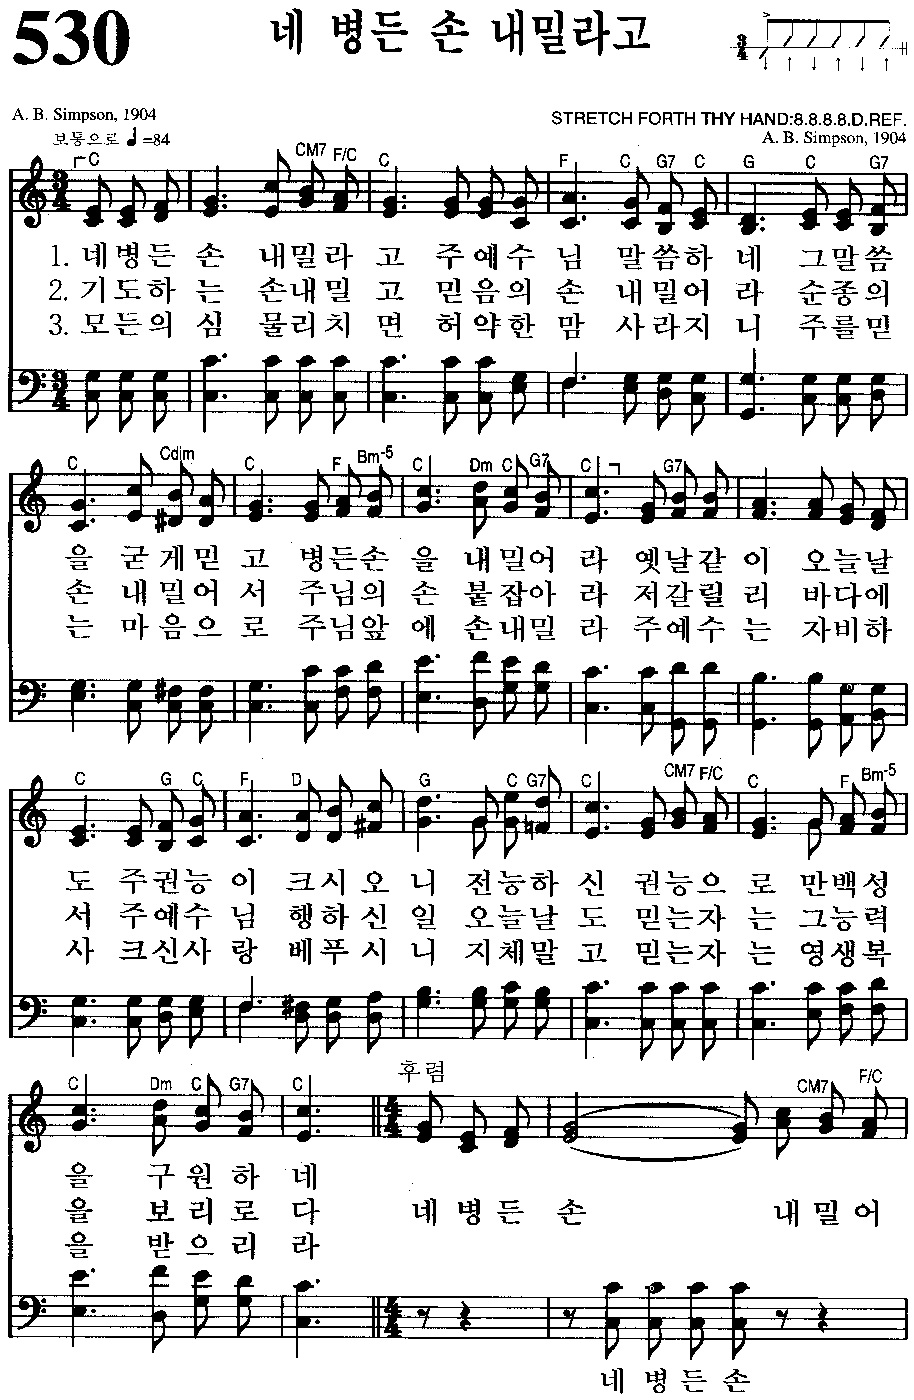 530 네 병든 손 내밀라고
A. B. Simpson, 1904 STRETCH FORTH THY HAND:8.8.8.8.D.REF.
보통으로 ♩=84 A. B. Simpson, 1904
C CM7 F/C C F C G7 C G C G7
3/4
1. 네병든 손 내밀라 고 주예수 님 말씀하 네 그말씀
2. 기도하 는 손내밀 고 믿음의 손 내밀어 라 순종의
3. 모든의 심 물리치 면 허약한 맘 사라지 니 주를믿
3/4
C Cdim C F Bm-5 C Dm C G7 C G7
을 굳게믿 고 병든손 을 내밀어 라 옛날같 이 오늘날
손 내밀어 서 주님의 손 붙잡아 라 저갈릴 리 바다에
는 마음으 로 주님앞 에 손내밀 라 주예수 는 자비하
C G C F D G C G7 C CM7 F/C C F Bm-5
도 주권능 이 크시오 니 전능하 신 권능으 로 만백성
서 주예수 님 행하신 일 오늘날 도 믿는자 는 그능력
사 크신사 랑 베푸시 니 지체말 고 믿는자 는 영생복
후렴
C Dm C G7 C CM7 F/C
4/4
을 구원하 네
을 보리로 다 네병든 손 내밀어
을 받으리 라
4/4
네병든 손